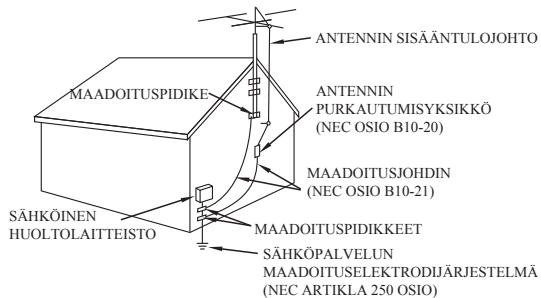 ANTENNIN SISÄÄNTULOJOHTO
MAADOITUSPIDIKE
ANTENNIN
PURKAUTUMISYKSIKKÖ
(NEC OSIO B10-20)
MAADOITUSJOHDIN
(NEC OSIO B10-21)
SÄHKÖINEN
HUOLTOLAITTEISTO
MAADOITUSPIDIKKEET
SÄHKÖPALVELUN
MAADOITUSELEKTRODIJÄRJESTELMÄ
(NEC ARTIKLA 250 OSIO)